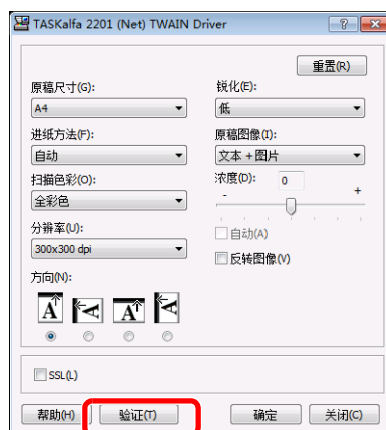 TASKalfa 2201 (Net) TWAIN Driver
重置(R)
原稿尺寸(G):
A4
进纸方法(F):
自动
扫描色彩(O):
全彩色
分辨率(U):
300x300 dpi
方向(N):
A A A A
锐化(E):
低
原稿图像(I):
文本 + 图片
浓度(D): 0
- +
自动(A)
反转图像(V)
SSL(L)
帮助(H) 验证(T) 确定 关闭(C)